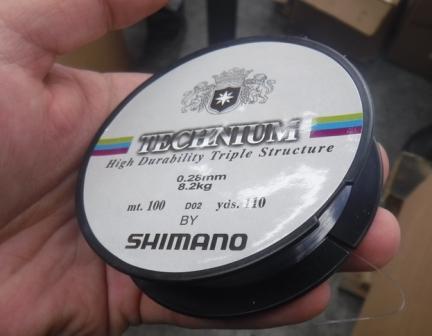 TECHNIUM
High Durability Triple Structure
0.28mm
8.2kg
mt. 100 D02 yds. 110
BY
SHIMANO